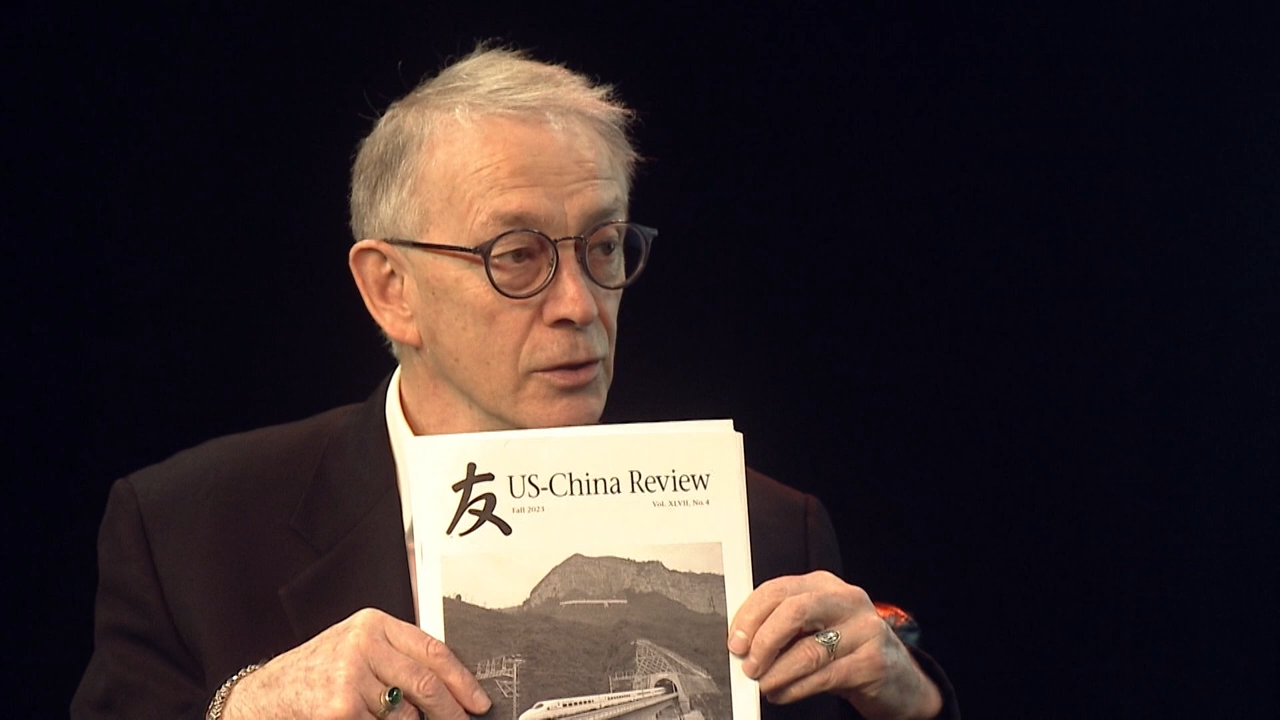 友 US-China Review
Fall 2023 Vol. XLVII, No. 4